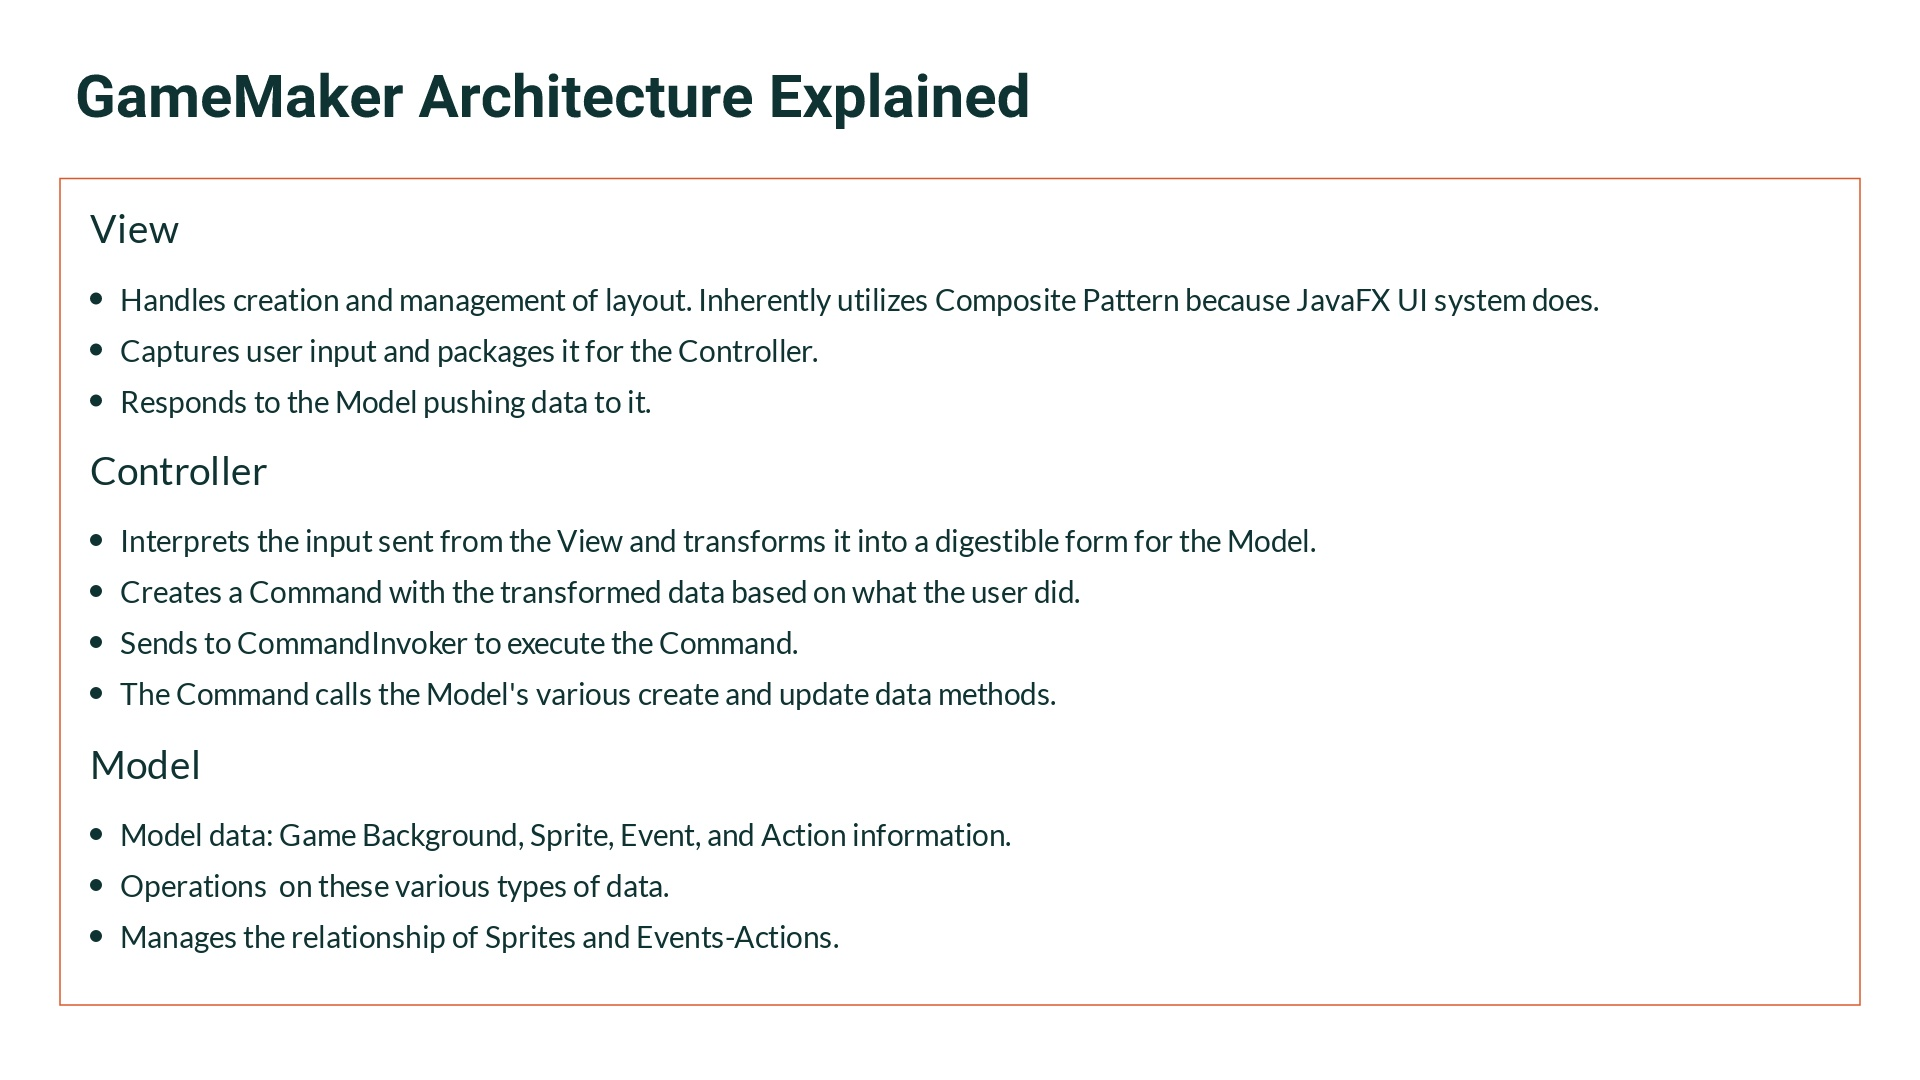 GameMaker Architecture Explained
View
• Handles creation and management of layout. Inherently utilizes Composite Pattern because JavaFX UI system does.
• Captures user input and packages it for the Controller.
• Responds to the Model pushing data to it.
Controller
• Interprets the input sent from the View and transforms it into a digestible form for the Model.
• Creates a Command with the transformed data based on what the user did.
• Sends to CommandInvoker to execute the Command.
• The Command calls the Model's various create and update data methods.
Model
• Model data: Game Background, Sprite, Event, and Action information.
• Operations  on these various types of data.
• Manages the relationship of Sprites and Events-Actions.